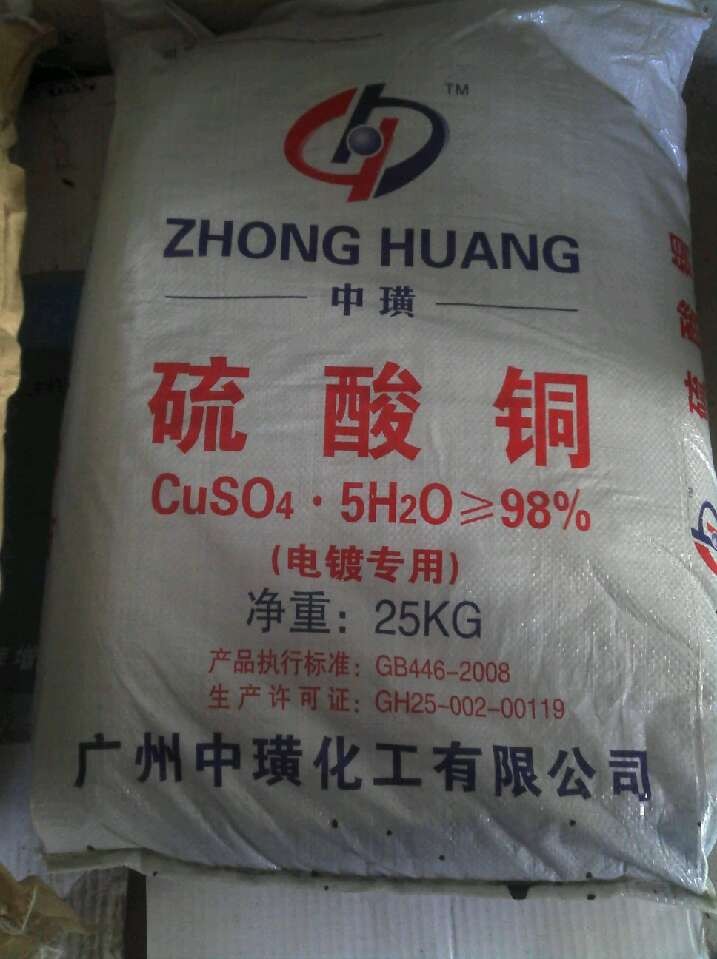 TM
ZHONG HUANG
中璜
硫酸铜
CuSO4·5H2O≥98%
(电镀专用)
净重：25KG
产品执行标准：GB446-2008
生产许可证：GH25-002-00119
广州中璜化工有限公司